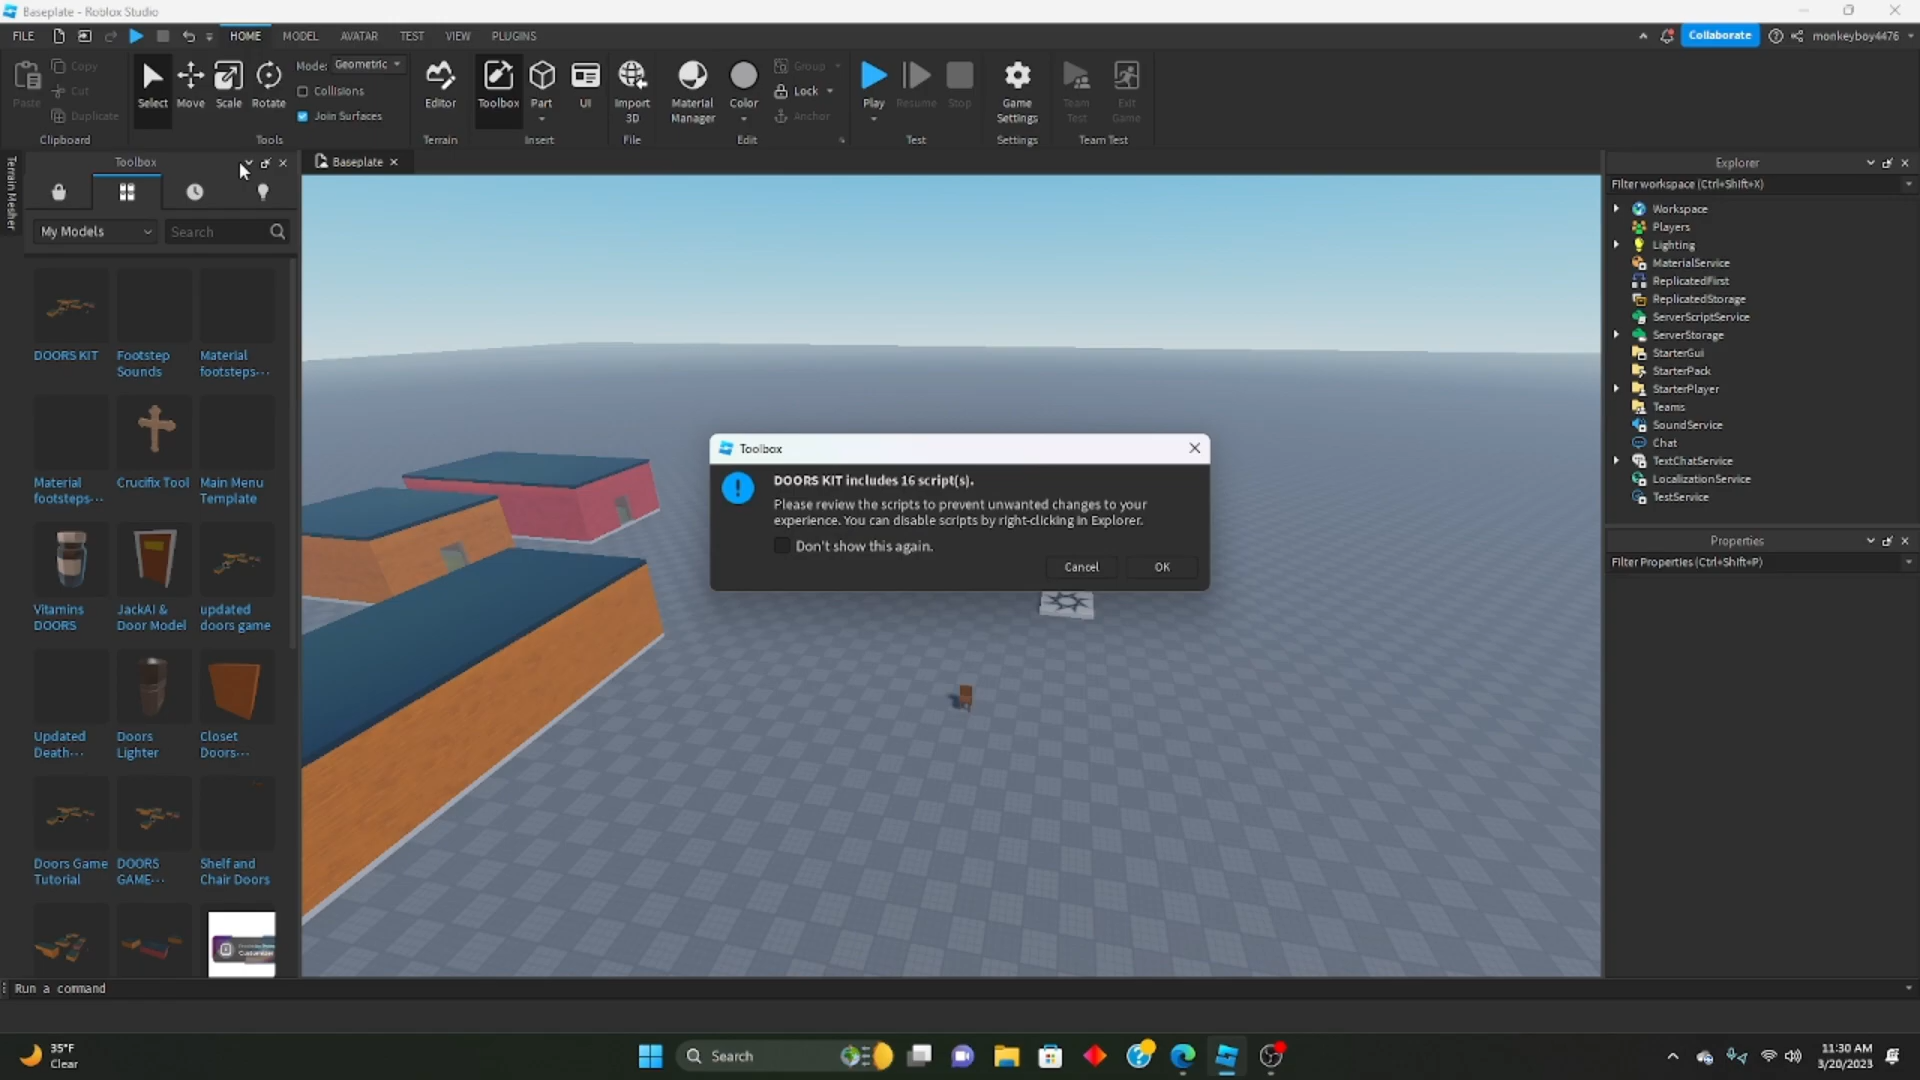 Baseplate - Roblox Studio
FILE
HOME
MODEL
AVATAR
TEST
VIEW
PLUGINS
Collaborate
monkeyboy4476
Paste
Copy
Cut
Duplicate
Clipboard
Select
Move
Scale
Rotate
Mode: Geometric
Collisions
Join Surfaces
Tools
Editor
Terrain
Toolbox
Part
UI
Insert
Import
3D
File
Material
Manager
Color
Group
Lock
Anchor
Edit
Play
Resume
Stop
Test
Game
Settings
Settings
Team
Test
Exit
Game
Team Test
Terrain Mesher
Toolbox
My Models
Search
DOORS KIT
Footstep
Sounds
Material
footsteps···
Material
footsteps···
Crucifix Tool
Main Menu
Template
Vitamins
DOORS
JackAI &
Door Model
updated
doors game
Updated
Death···
Doors
Lighter
Closet
Doors···
Doors Game
Tutorial
DOORS
GAME···
Shelf and
Chair Doors
Baseplate
Toolbox
DOORS KIT includes 16 script(s).
Please review the scripts to prevent unwanted changes to your
experience. You can disable scripts by right-clicking in Explorer.
Don't show this again.
Cancel
OK
Explorer
Filter workspace (Ctrl+Shift+X)
Workspace
Players
Lighting
MaterialService
ReplicatedFirst
ReplicatedStorage
ServerScriptService
ServerStorage
StarterGui
StarterPack
StarterPlayer
Teams
SoundService
Chat
TextChatService
LocalizationService
TestService
Properties
Filter Properties (Ctrl+Shift+P)
Run a command
35°F
Clear
Search
11:30 AM
3/20/2023